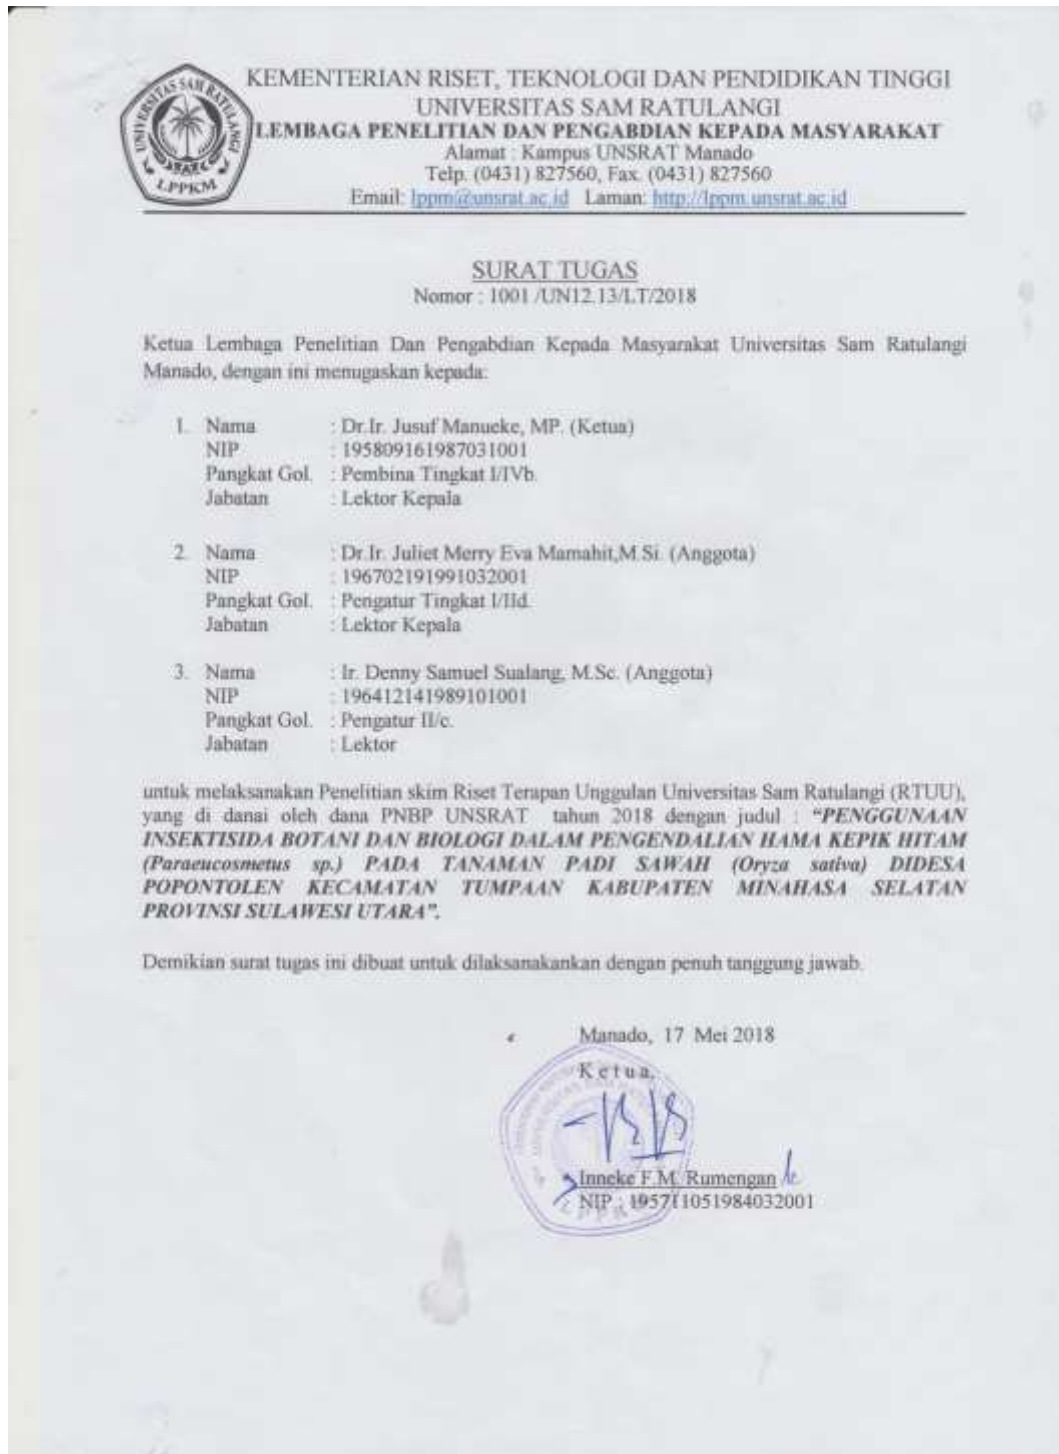 UNIVERSITAS SAM RATULANGI
LPPKM
KEMENTERIAN RISET, TEKNOLOGI DAN PENDIDIKAN TINGGI
UNIVERSITAS SAM RATULANGI
LEMBAGA PENELITIAN DAN PENGABDIAN KEPADA MASYARAKAT
Alamat : Kampus UNSRAT Manado
Telp. (0431) 827560, Fax. (0431) 827560
Email: lppm@unsrat.ac.id Laman: http://lppm.unsrat.ac.id
SURAT TUGAS
Nomor : 1001 /UN12.13/LT/2018
Ketua Lembaga Penelitian Dan Pengabdian Kepada Masyarakat Universitas Sam Ratulangi
Manado, dengan ini menugaskan kepada:
1. Nama : Dr.Ir. Jusuf Manueke, MP. (Ketua)
NIP : 195809161987031001
Pangkat Gol. : Pembina Tingkat I/IVb.
Jabatan : Lektor Kepala
2. Nama : Dr.Ir. Juliet Merry Eva Mamahit,M.Si. (Anggota)
NIP : 196702191991032001
Pangkat Gol. : Pengatur Tingkat I/IId.
Jabatan : Lektor Kepala
3. Nama : Ir. Denny Samuel Sualang, M.Sc. (Anggota)
NIP : 196412141989101001
Pangkat Gol. : Pengatur II/c.
Jabatan : Lektor
untuk melaksanakan Penelitian skim Riset Terapan Unggulan Universitas Sam Ratulangi (RTUU),
yang di danai oleh dana PNBP UNSRAT tahun 2018 dengan judul : “PENGGUNAAN
INSEKTISIDA BOTANI DAN BIOLOGI DALAM PENGENDALIAN HAMA KEPIK HITAM
(Paraeucosmetus sp.) PADA TANAMAN PADI SAWAH (Oryza sativa) DIDESA
POPONTOLEN KECAMATAN TUMPAAN KABUPATEN MINAHASA SELATAN
PROVINSI SULAWESI UTARA”.
Demikian surat tugas ini dibuat untuk dilaksanakankan dengan penuh tanggung jawab.
Manado, 17 Mei 2018
Ketua,
Inneke F.M. Rumengan
NIP : 195711051984032001
LPPKM